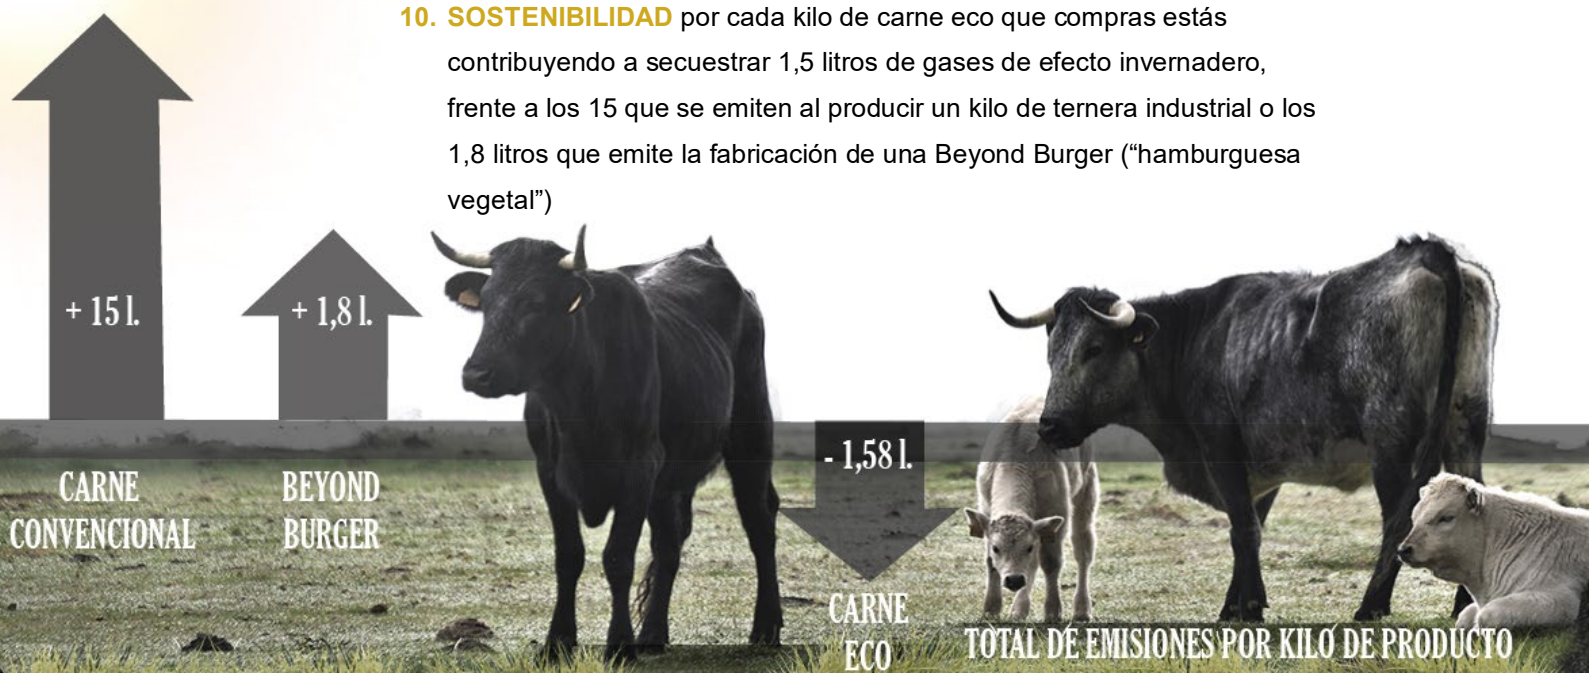 10. SOSTENIBILIDAD por cada kilo de carne eco que compras estás
contribuyendo a secuestrar 1,5 litros de gases de efecto invernadero,
frente a los 15 que se emiten al producir un kilo de ternera industrial o los
1,8 litros que emite la fabricación de una Beyond Burger (“hamburguesa
vegetal”)
+ 15 l.
+ 1,8 l.
- 1,58 l.
CARNE
CONVENCIONAL
BEYOND
BURGER
CARNE
ECO
TOTAL DE EMISIONES POR KILO DE PRODUCTO